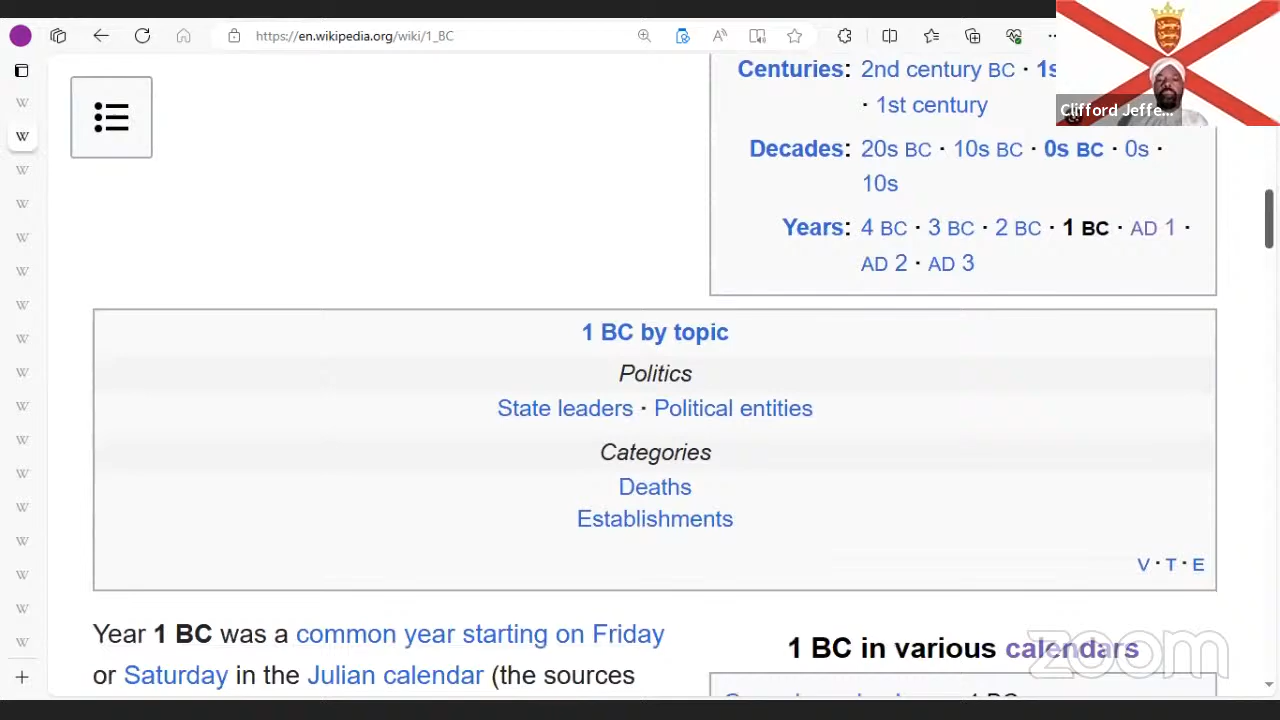 https://en.wikipedia.org/wiki/1_BC
Clifford Jeffe...
Centuries: 2nd century BC · 1s
· 1st century
Decades: 20s BC · 10s BC · 0s BC · 0s ·
10s
Years: 4 BC · 3 BC · 2 BC · 1 BC · AD 1 ·
AD 2 · AD 3
1 BC by topic
Politics
State leaders · Political entities
Categories
Deaths
Establishments
V · T · E
Year 1 BC was a common year starting on Friday
or Saturday in the Julian calendar (the sources
1 BC in various calendars
zoom
1 BC